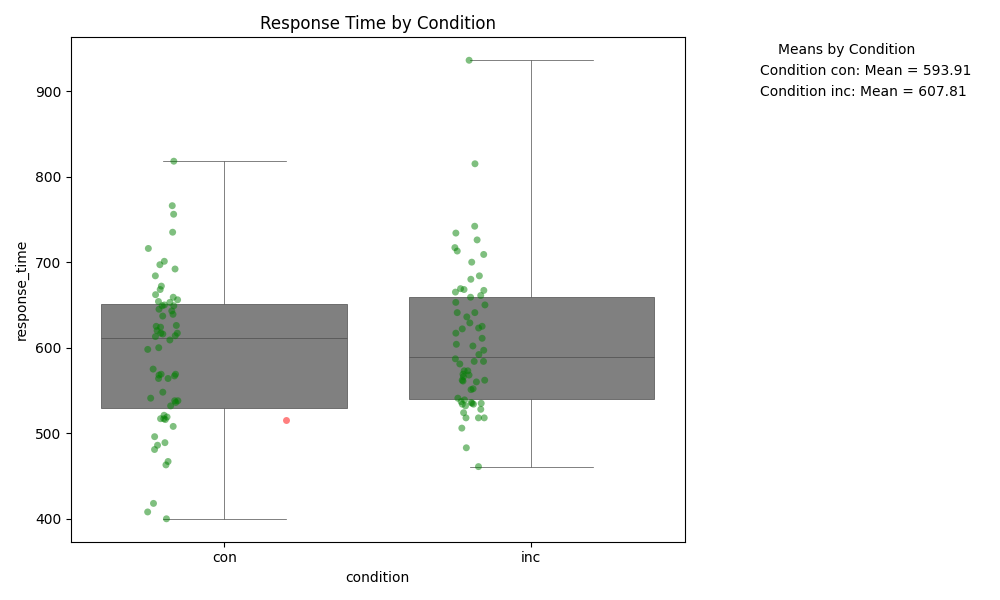 Response Time by Condition
Means by Condition
Condition con: Mean = 593.91
Condition inc: Mean = 607.81
response_time
900
800
700
600
500
400
con
inc
condition